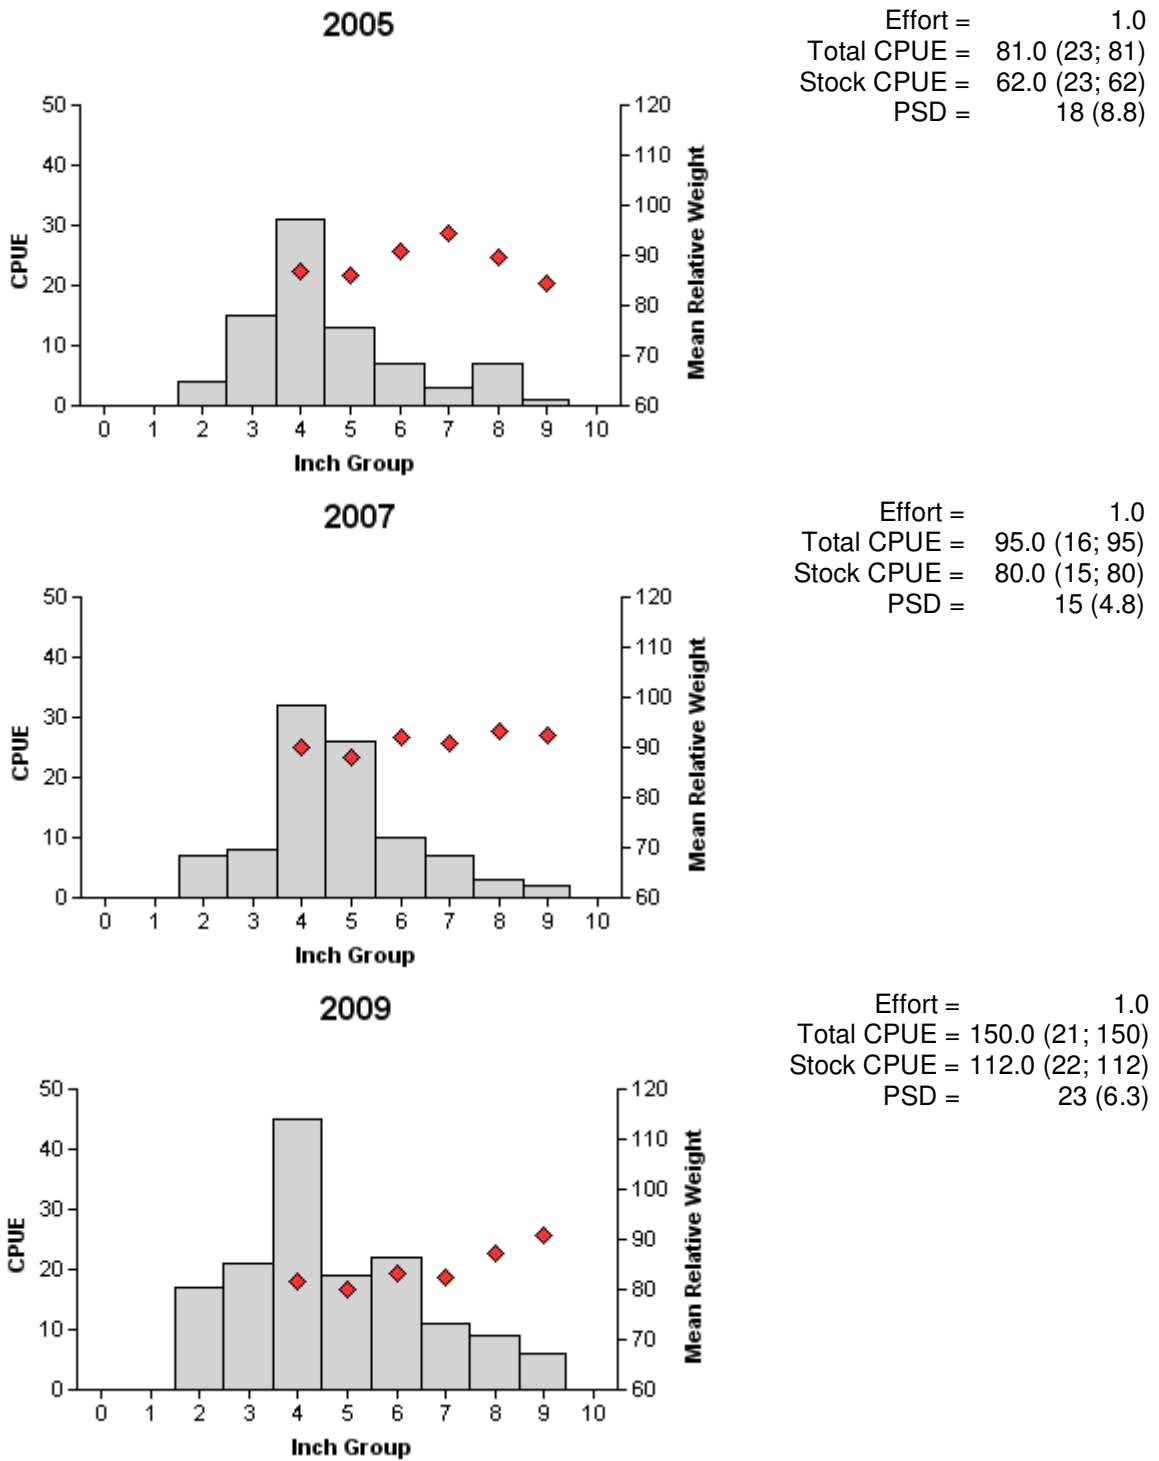 2005
Effort = 1.0
Total CPUE = 81.0 (23; 81)
Stock CPUE = 62.0 (23; 62)
PSD = 18 (8.8)
50
40
30
20
10
0
CPUE
120
110
100
90
80
70
60
Mean Relative Weight
0 1 2 3 4 5 6 7 8 9 10
Inch Group
2007
Effort = 1.0
Total CPUE = 95.0 (16; 95)
Stock CPUE = 80.0 (15; 80)
PSD = 15 (4.8)
50
40
30
20
10
0
CPUE
120
110
100
90
80
70
60
Mean Relative Weight
0 1 2 3 4 5 6 7 8 9 10
Inch Group
2009
Effort = 1.0
Total CPUE = 150.0 (21; 150)
Stock CPUE = 112.0 (22; 112)
PSD = 23 (6.3)
50
40
30
20
10
0
CPUE
120
110
100
90
80
70
60
Mean Relative Weight
0 1 2 3 4 5 6 7 8 9 10
Inch Group